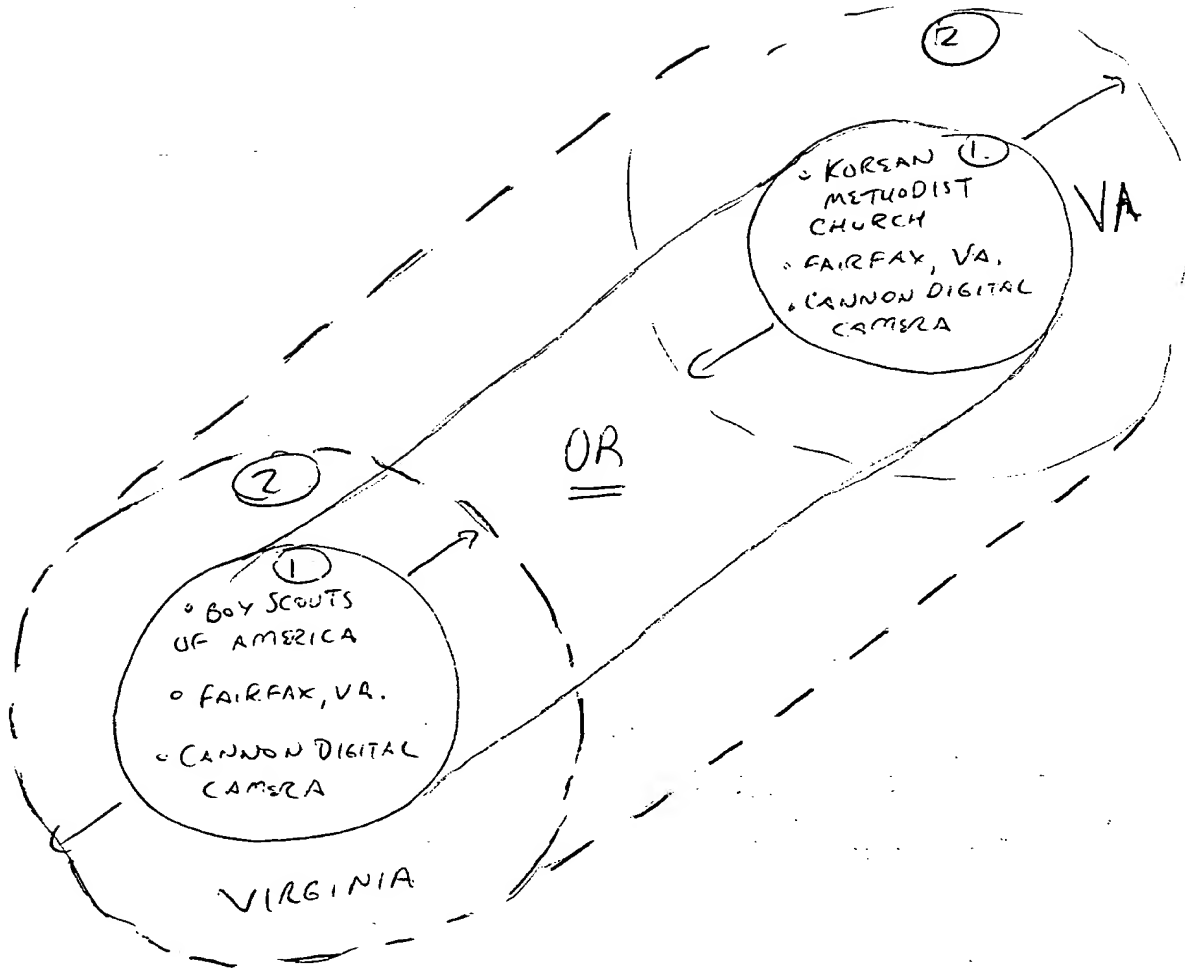 2
1.
• KOREAN
METHODIST
CHURCH
• FAIRFAX, VA.
• CANNON DIGITAL
CAMERA
VA
OR
2
1
• BOY SCOUTS
OF AMERICA
• FAIRFAX, VA.
• CANNON DIGITAL
CAMERA
VIRGINIA